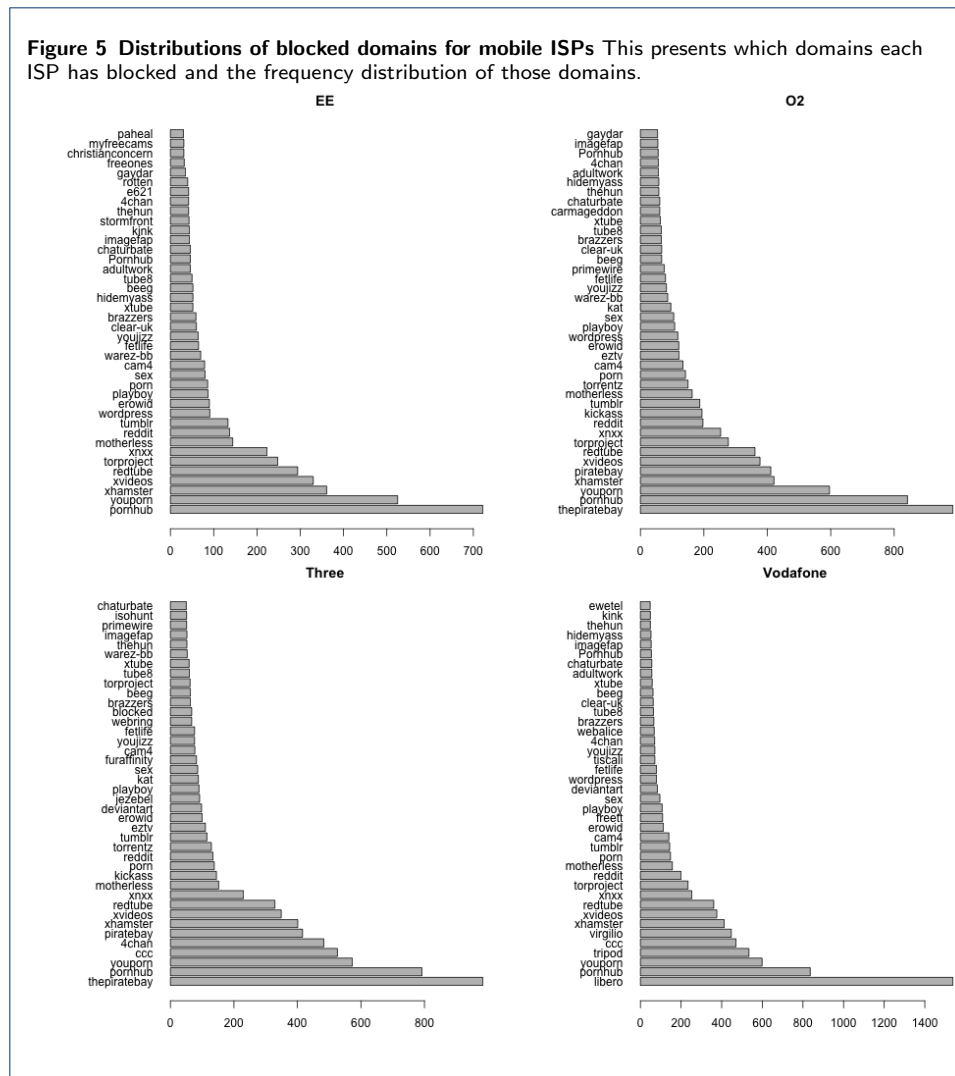 Figure 5 Distributions of blocked domains for mobile ISPs This presents which domains each
ISP has blocked and the frequency distribution of those domains.
EE
paheal
myfreecams
christianconcern
freeones
gaydar
rotten
e621
4chan
thehun
stormfront
kink
imagefap
chaturbate
Pornhub
adultwork
tube8
beeg
hidemyass
xtube
brazzers
clear-uk
youjizz
fetlife
warez-bb
cam4
sex
porn
playboy
erowid
wordpress
tumblr
reddit
motherless
xnxx
torproject
redtube
xvideos
xhamster
youporn
pornhub
0 100 200 300 400 500 600 700
O2
gaydar
imagefap
Pornhub
4chan
adultwork
hidemyass
thehun
chaturbate
carmageddon
xtube
tube8
brazzers
clear-uk
beeg
primewire
fetlife
youjizz
warez-bb
kat
sex
playboy
wordpress
erowid
eztv
cam4
porn
torrentz
motherless
tumblr
kickass
reddit
xnxx
torproject
redtube
xvideos
piratebay
xhamster
youporn
pornhub
thepiratebay
0 200 400 600 800
Three
chaturbate
isohunt
primewire
imagefap
thehun
warez-bb
xtube
tube8
torproject
beeg
brazzers
blocked
webring
fetlife
youjizz
cam4
furaffinity
sex
kat
playboy
jezebel
deviantart
erowid
eztv
tumblr
torrentz
reddit
porn
kickass
motherless
xnxx
redtube
xvideos
xhamster
piratebay
4chan
ccc
youporn
pornhub
thepiratebay
0 200 400 600 800
Vodafone
ewetel
kink
thehun
hidemyass
imagefap
Pornhub
chaturbate
adultwork
xtube
beeg
clear-uk
tube8
brazzers
webalice
4chan
youjizz
tiscali
fetlife
wordpress
deviantart
sex
playboy
freett
erowid
cam4
tumblr
porn
motherless
reddit
torproject
xnxx
redtube
xvideos
xhamster
virgilio
ccc
tripod
youporn
pornhub
libero
0 200 400 600 800 1000 1200 1400